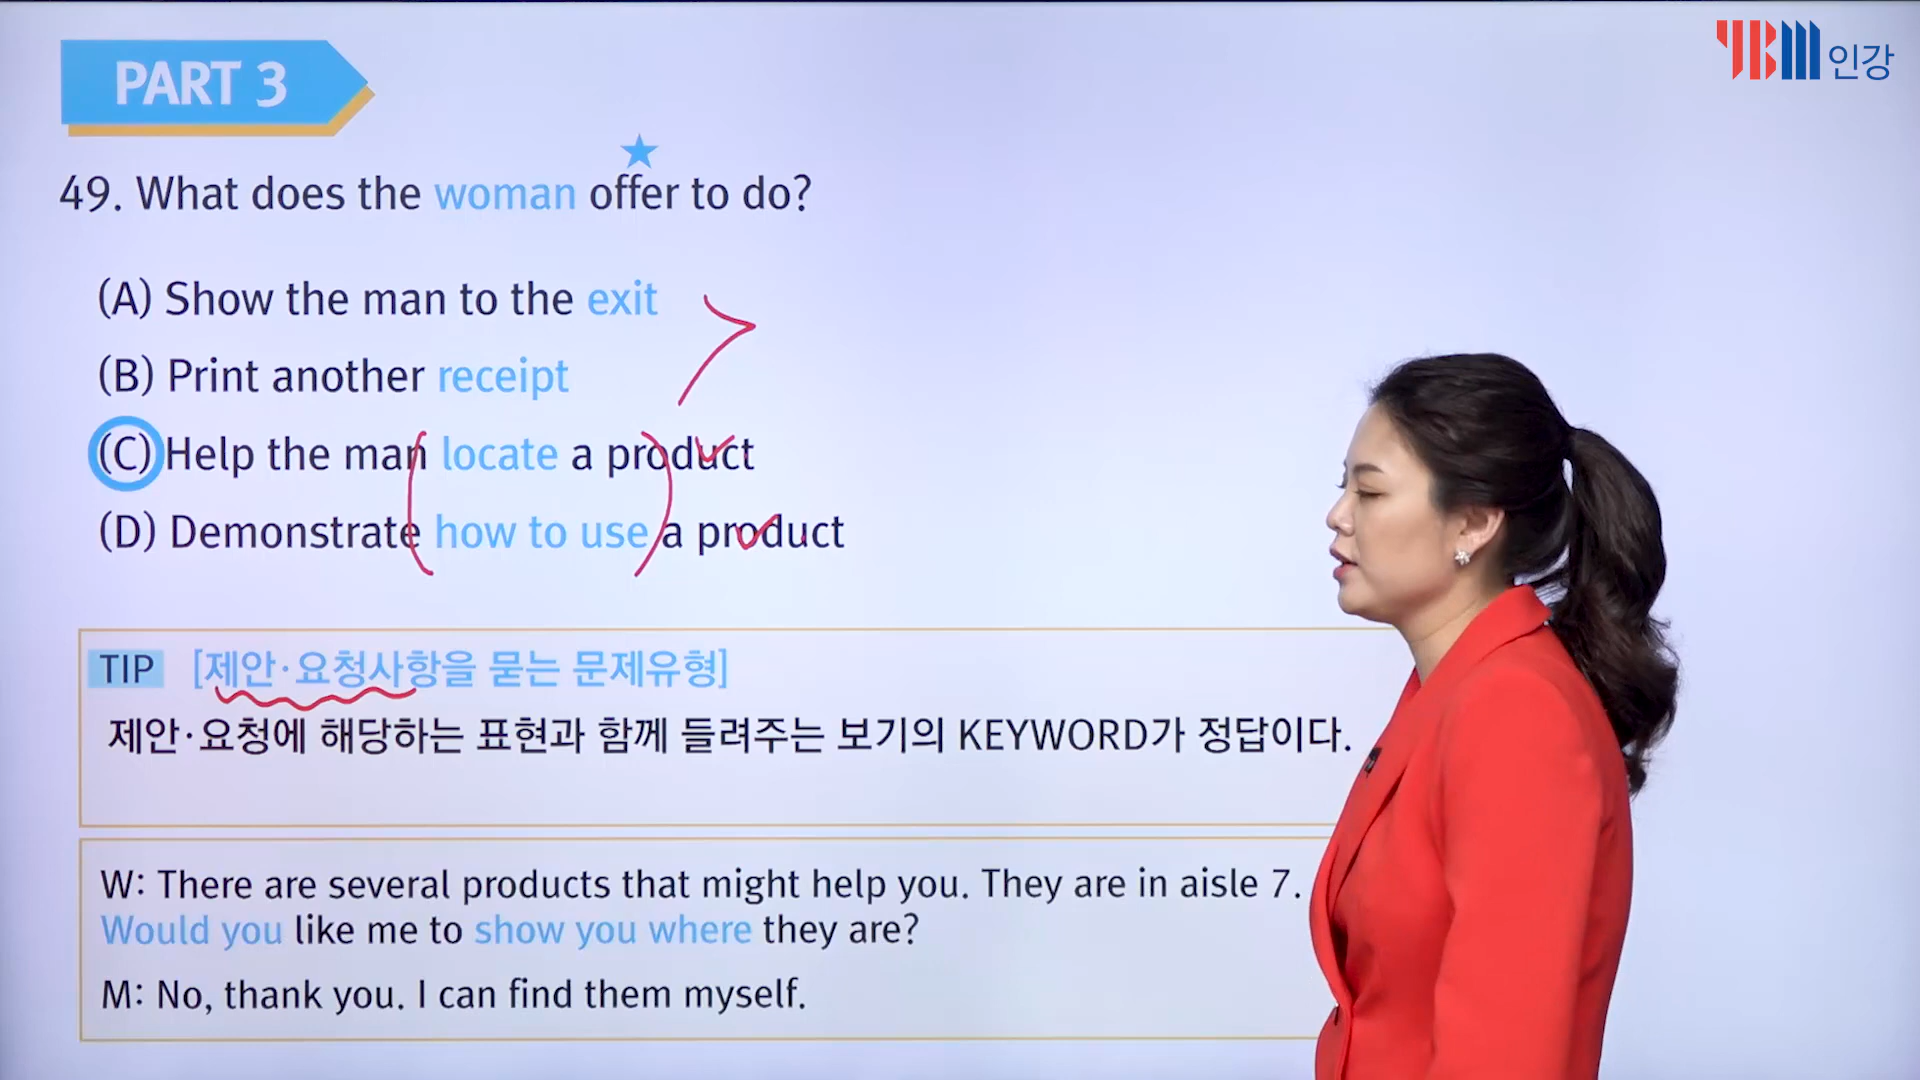 YBM 인강
PART 3
49. What does the woman offer to do?
(A) Show the man to the exit
(B) Print another receipt
(C) Help the man locate a product
(D) Demonstrate how to use a product
TIP [제안·요청사항을 묻는 문제유형]
제안·요청에 해당하는 표현과 함께 들려주는 보기의 KEYWORD가 정답이다.
W: There are several products that might help you. They are in aisle 7.
Would you like me to show you where they are?
M: No, thank you. I can find them myself.